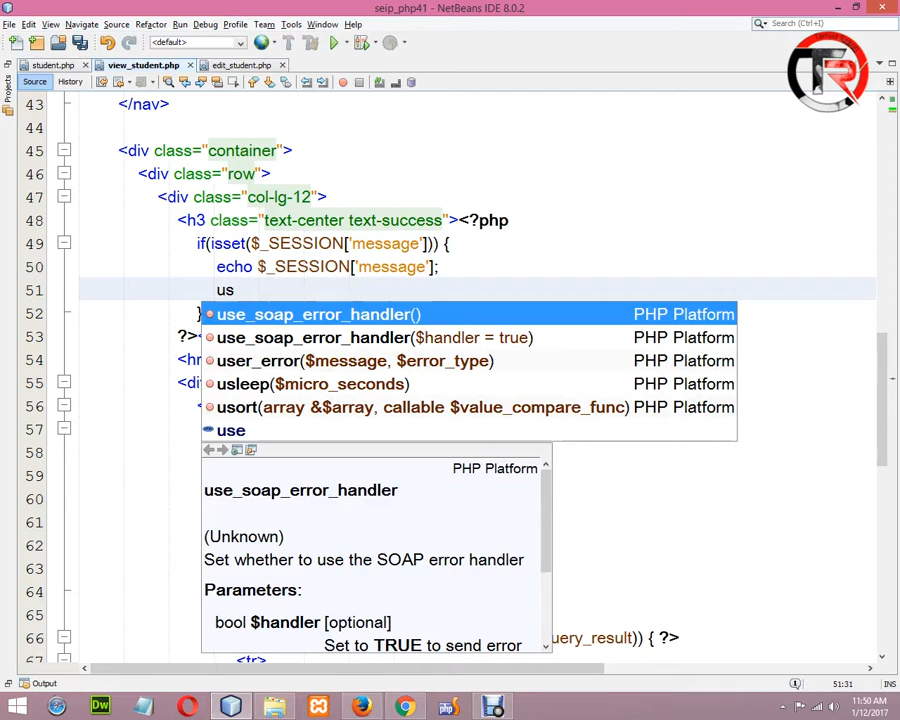 seip_php41 - NetBeans IDE 8.0.2
File Edit View Navigate Source Refactor Run Debug Profile Team Tools Window Help
Search (Ctrl+I)
<default>
student.php view_student.php edit_student.php
Source History
Projects
TR
43 </nav>
44
45 <div class="container">
46 <div class="row">
47 <div class="col-lg-12">
48 <h3 class="text-center text-success"><?php
49 if(isset($_SESSION['message'])) {
50 echo $_SESSION['message'];
51 us
52 }
use_soap_error_handler() PHP Platform
53 ?><
use_soap_error_handler($handler = true) PHP Platform
54 <h
user_error($message, $error_type) PHP Platform
55 <di
usleep($micro_seconds) PHP Platform
56 <
usort(array &$array, callable $value_compare_func) PHP Platform
57
use
58
PHP Platform
59
use_soap_error_handler
60
61
(Unknown)
62
Set whether to use the SOAP error handler
63
Parameters:
64
65
bool $handler [optional]
66 uery_result)) { ?>
Set to TRUE to send error
67 <tr>
Output
51:31 INS
Dw
php
11:50 AM
1/12/2017